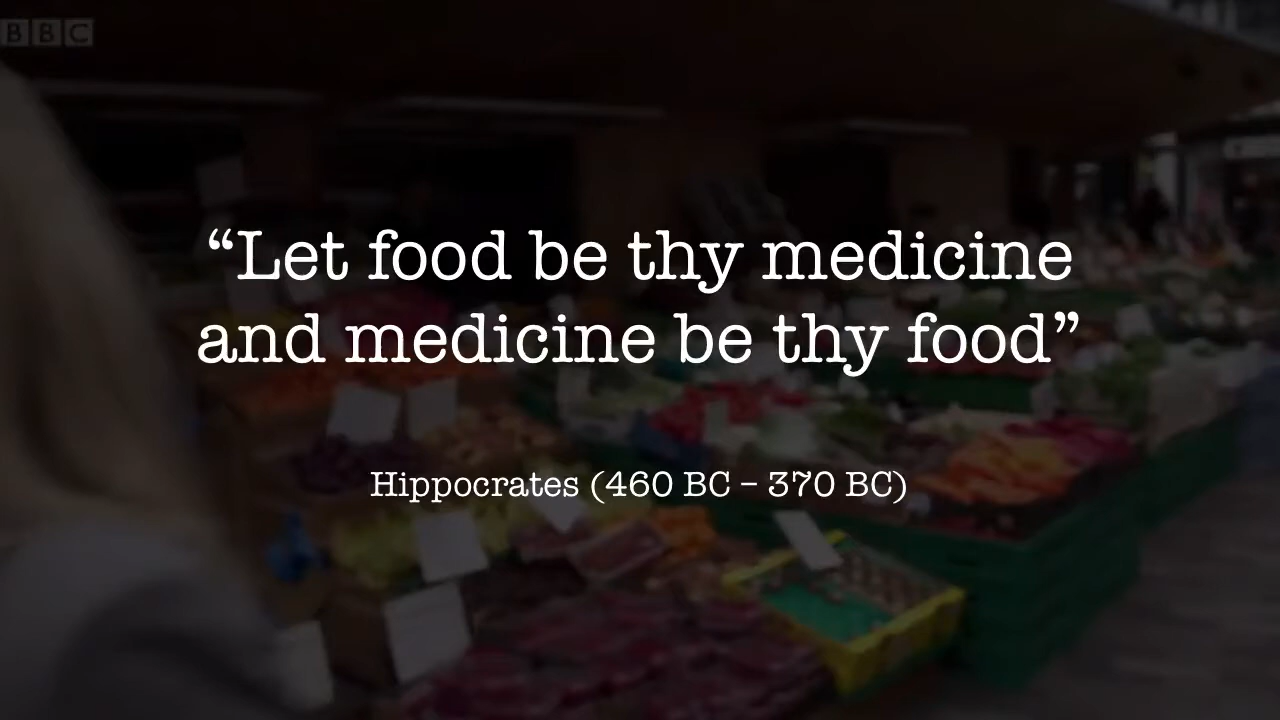 BBC
“Let food be thy medicine
and medicine be thy food”
Hippocrates (460 BC – 370 BC)